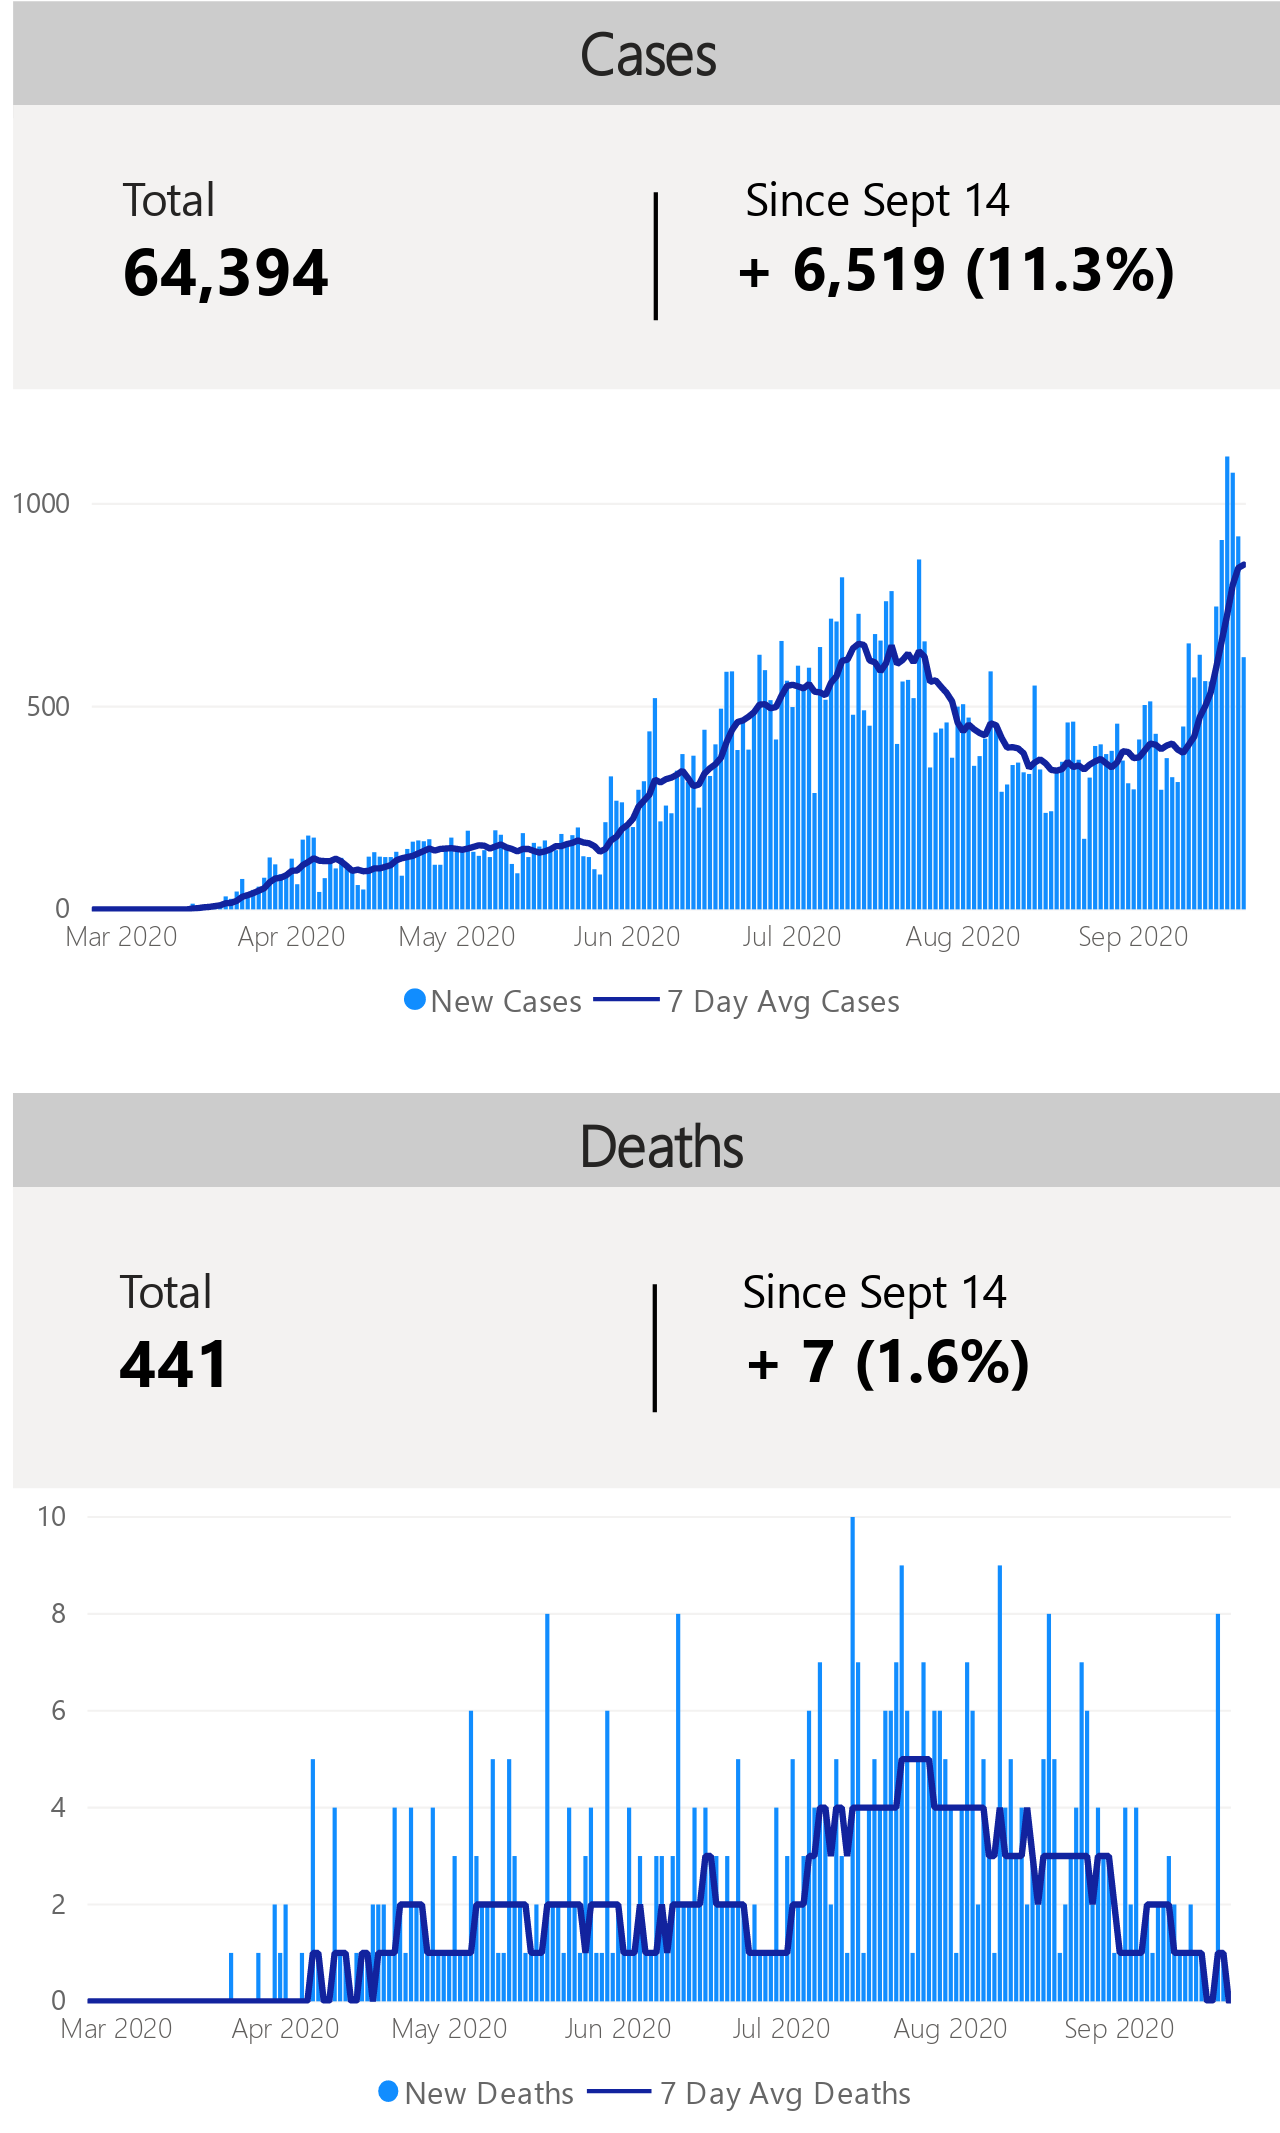 Cases
Total
Since Sept 14
64,394
+ 6,519 (11.3%)
1000
500
0
Mar 2020 Apr 2020 May 2020 Jun 2020 Jul 2020 Aug 2020 Sep 2020
New Cases 7 Day Avg Cases
Deaths
Total
Since Sept 14
441
+ 7 (1.6%)
10
8
6
4
2
0
Mar 2020 Apr 2020 May 2020 Jun 2020 Jul 2020 Aug 2020 Sep 2020
New Deaths 7 Day Avg Deaths